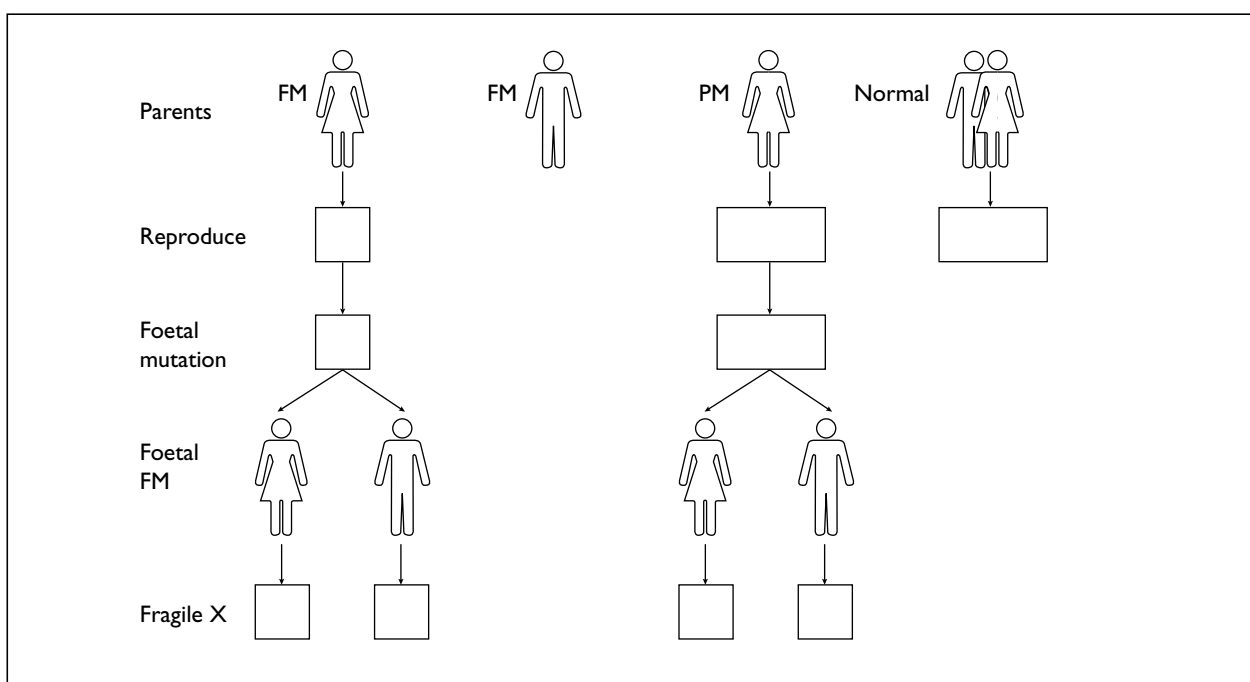 FM
FM
PM
Normal
Parents
Reproduce
Foetal
mutation
Foetal
FM
Fragile X